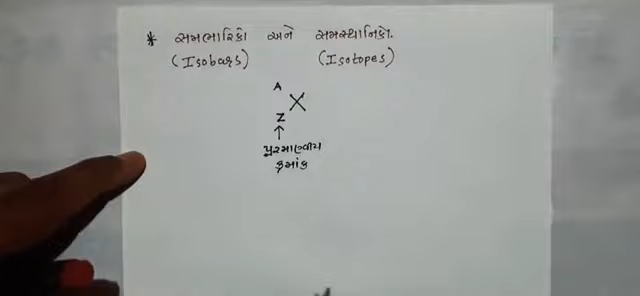 * સમભારિકો અને સમસ્થાનિકો.
(Isobars) (Isotopes)
A
X
Z
↑
પરમાણ્વીય
ક્રમાંક